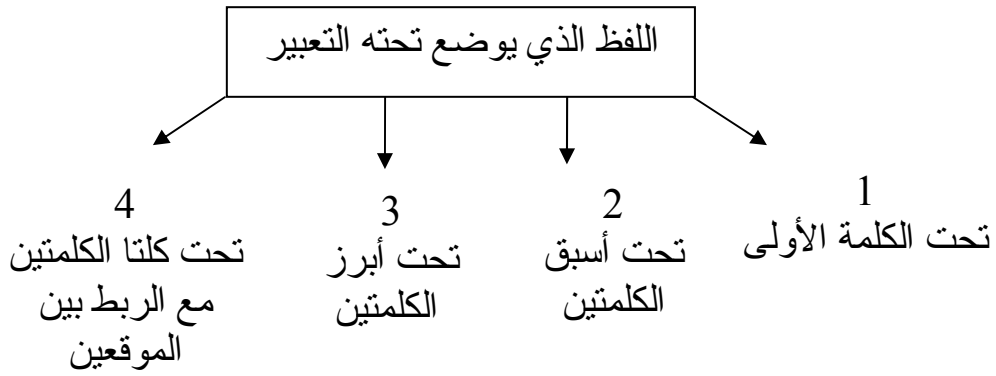 اللفظ الذي يوضع تحته التعبير
1
تحت الكلمة الأولى
2
تحت أسبق
الكلمتين
3
تحت أبرز
الكلمتين
4
تحت كلتا الكلمتين
مع الربط بين
الموقعين